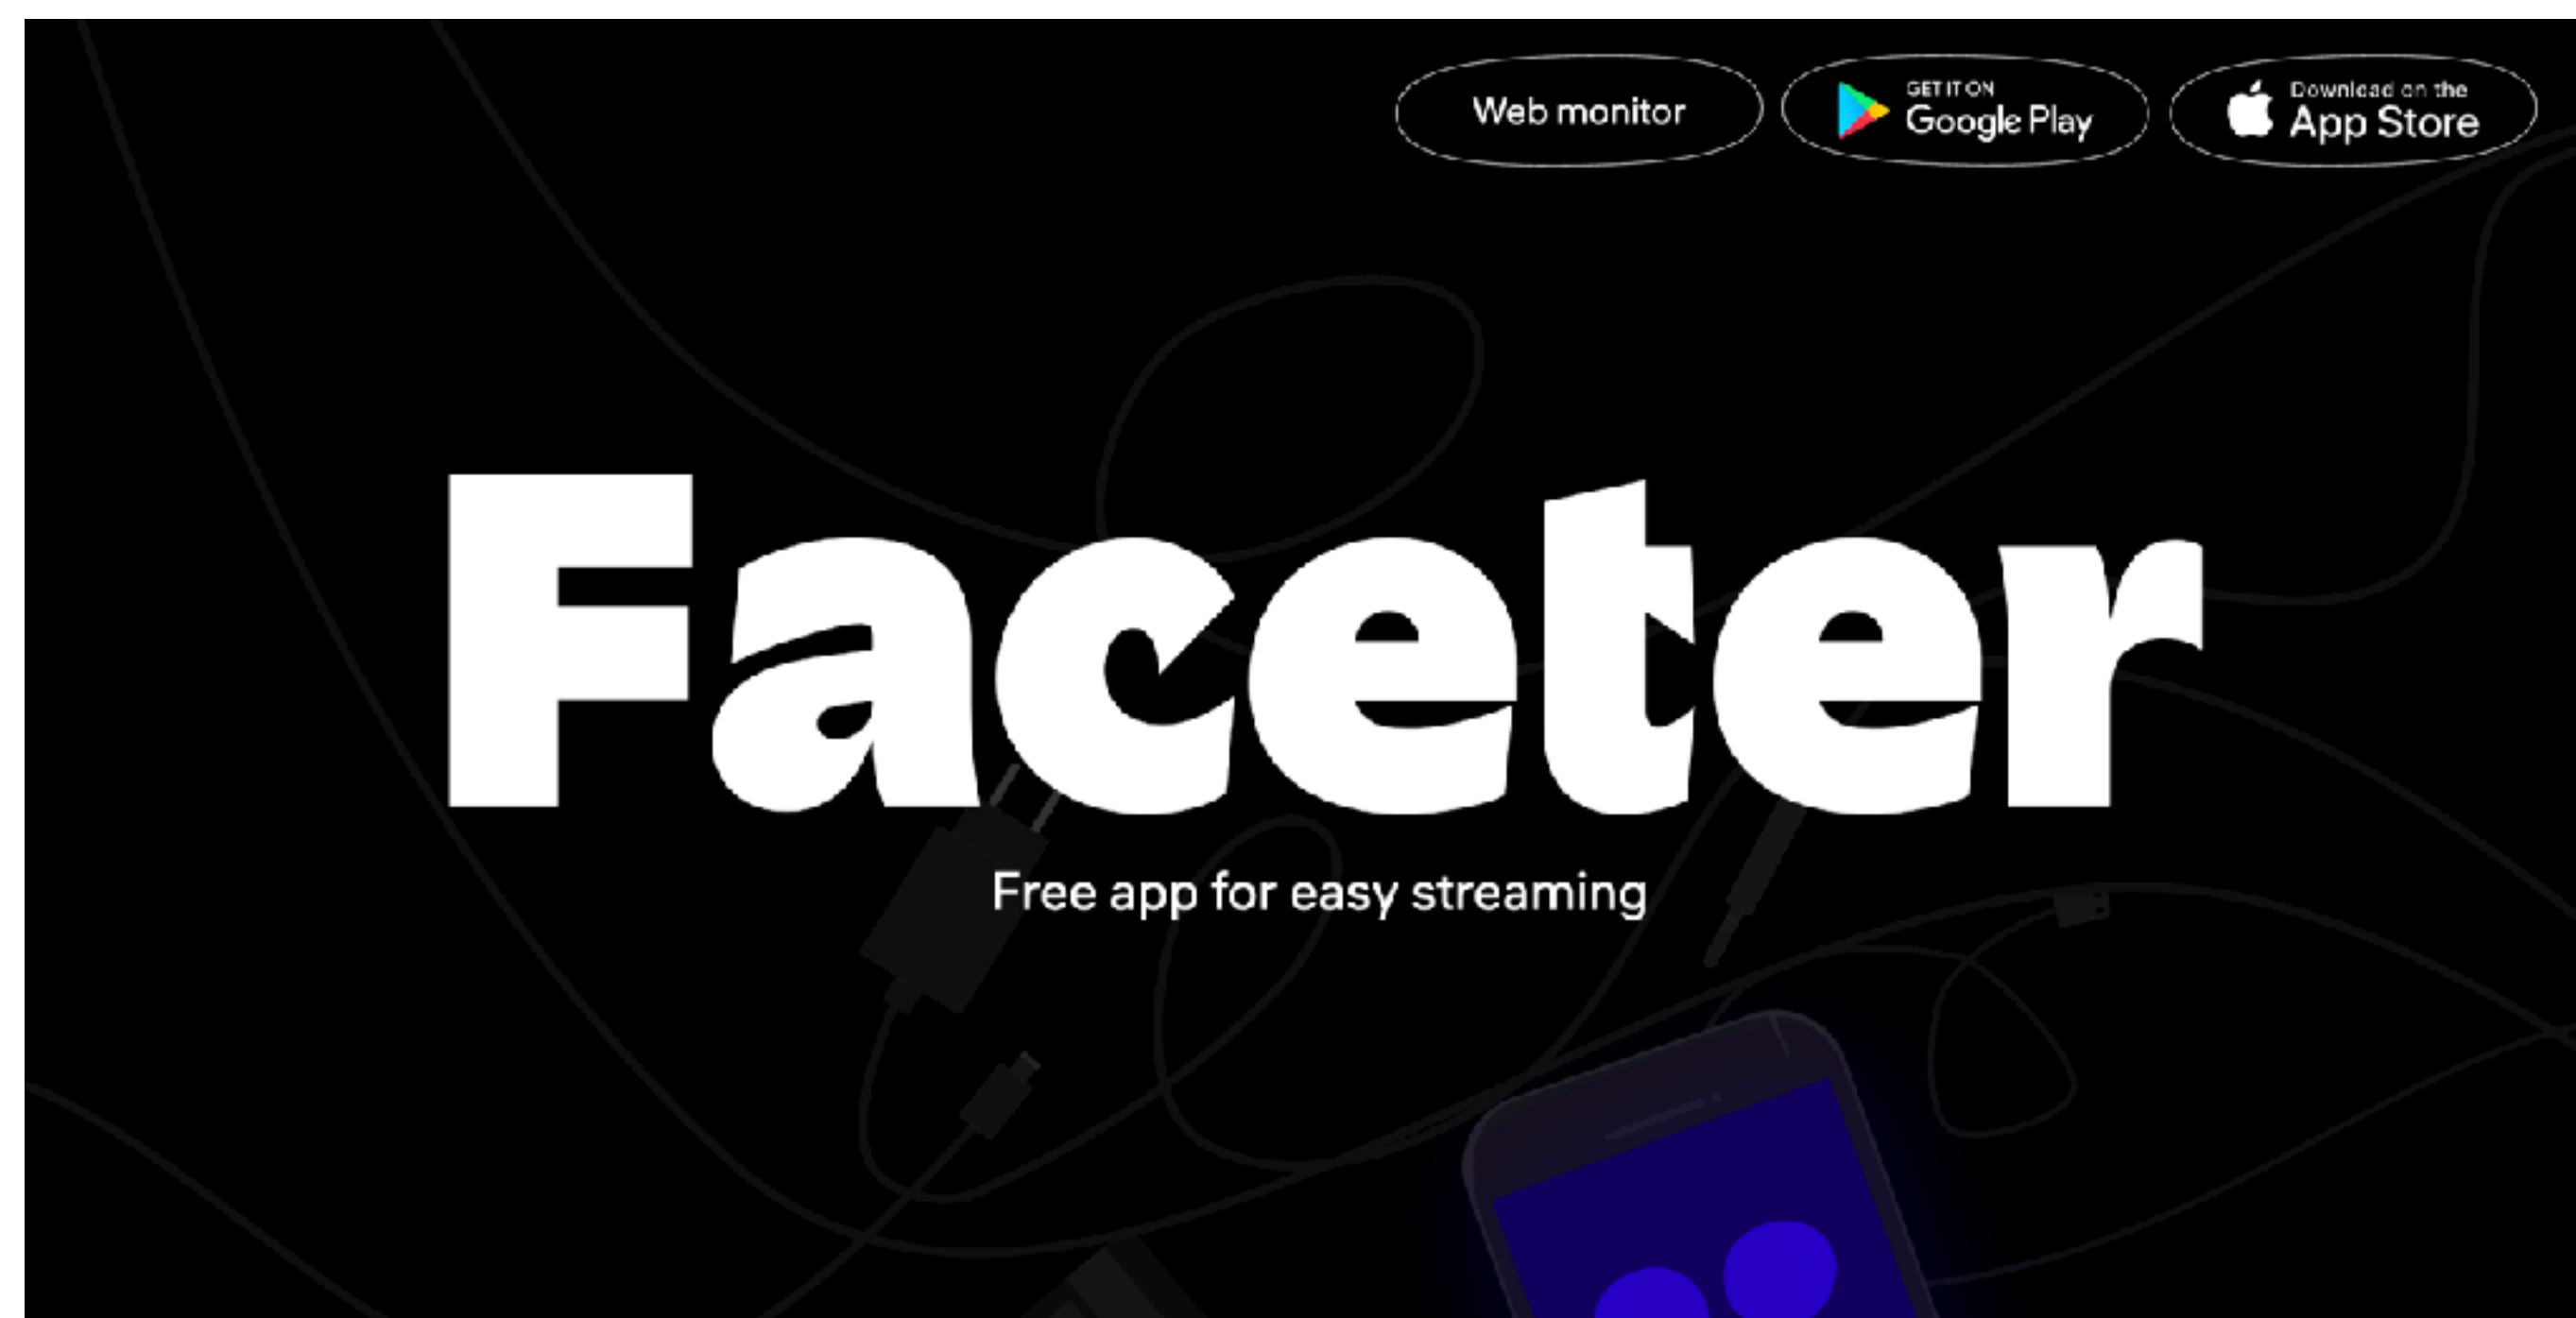 Web monitor
GET IT ON
Google Play
Download on the
App Store
Faceter
Free app for easy streaming